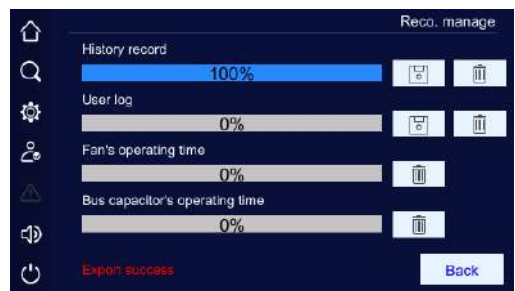 Reco. manage
History record
100%
User log
0%
Fan's operating time
0%
Bus capacitor's operating time
0%
Export success
Back